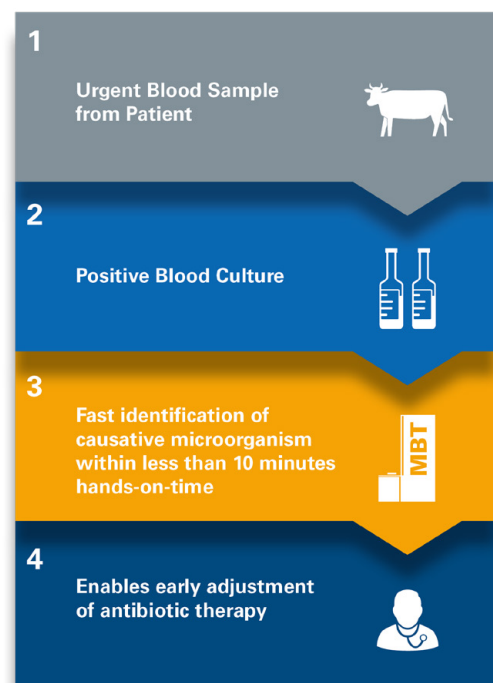 1
Urgent Blood Sample
from Patient
2
Positive Blood Culture
3
Fast identification of
causative microorganism
within less than 10 minutes
hands-on-time
MBT
4
Enables early adjustment
of antibiotic therapy